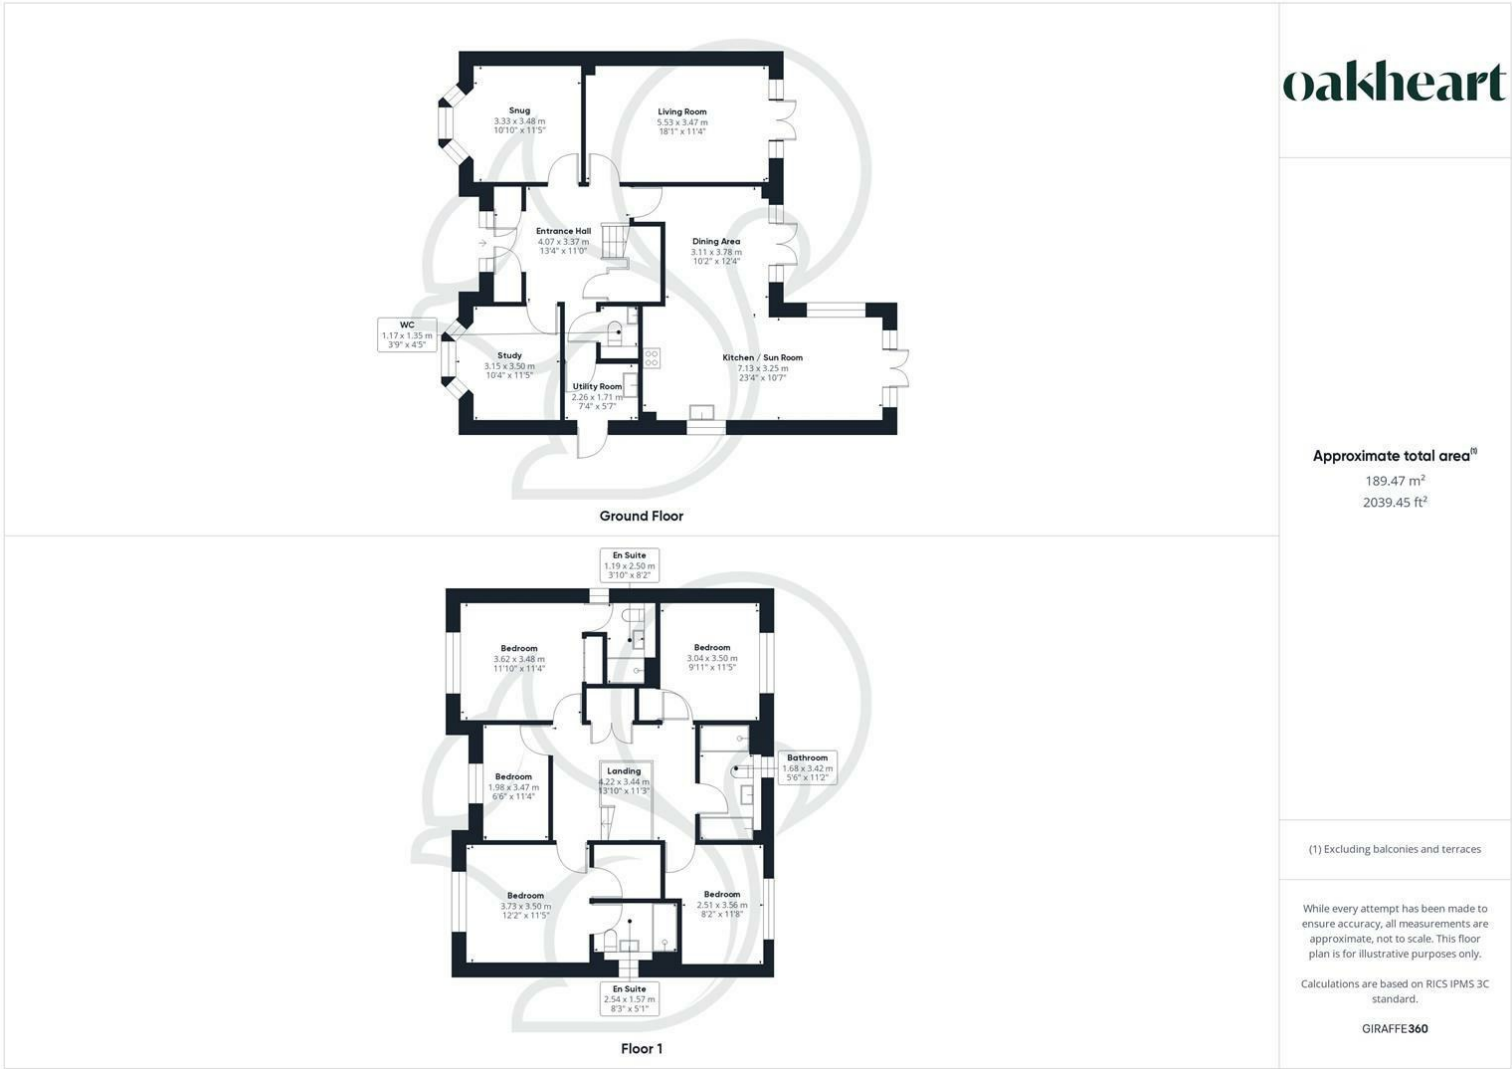 Snug
3.33 x 3.48 m
10'10" x 11'5"
Living Room
5.53 x 3.47 m
18'1" x 11'4"
Entrance Hall
4.07 x 3.37 m
13'4" x 11'0"
Dining Area
3.11 x 3.78 m
10'2" x 12'4"
WC
1.17 x 1.35 m
3'9" x 4'5"
Study
3.15 x 3.50 m
10'4" x 11'5"
Utility Room
2.26 x 1.71 m
7'4" x 5'7"
Kitchen / Sun Room
7.13 x 3.25 m
23'4" x 10'7"
Ground Floor
En Suite
1.19 x 2.50 m
3'10" x 8'2"
Bedroom
3.62 x 3.48 m
11'10" x 11'4"
Bedroom
3.04 x 3.50 m
9'11" x 11'5"
Bedroom
1.98 x 3.47 m
6'6" x 11'4"
Landing
4.22 x 3.44 m
13'10" x 11'3"
Bathroom
1.68 x 3.42 m
5'6" x 11'2"
Bedroom
3.73 x 3.50 m
12'2" x 11'5"
Bedroom
2.51 x 3.56 m
8'2" x 11'8"
En Suite
2.54 x 1.57 m
8'3" x 5'1"
Floor 1
oakheart
Approximate total area(1)
189.47 m²
2039.45 ft²
(1) Excluding balconies and terraces
While every attempt has been made to
ensure accuracy, all measurements are
approximate, not to scale. This floor
plan is for illustrative purposes only.
Calculations are based on RICS IPMS 3C
standard.
GIRAFFE360